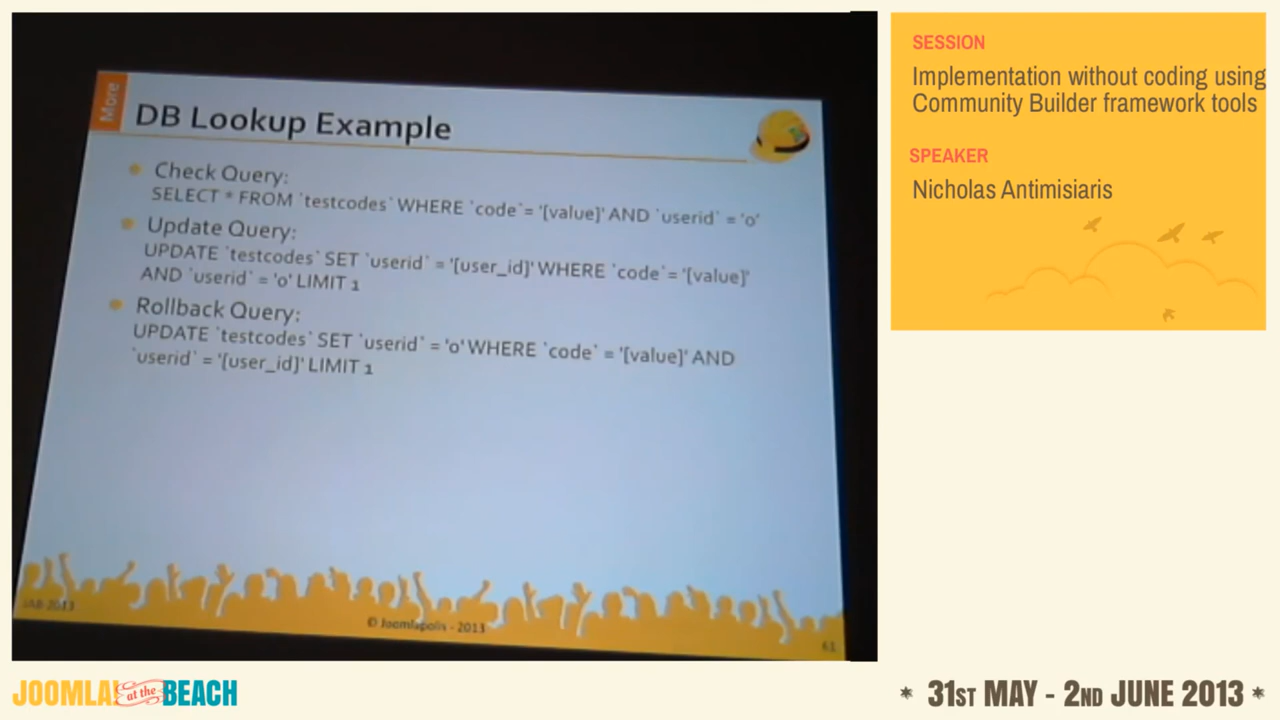 More
DB Lookup Example
Check Query:
SELECT * FROM `testcodes` WHERE `code`= '[value]' AND `userid` = '0'
Update Query:
UPDATE `testcodes` SET `userid` = '[user_id]' WHERE `code`= '[value]'
AND `userid` = '0' LIMIT 1
Rollback Query:
UPDATE `testcodes` SET `userid` = '0' WHERE `code` = '[value]' AND
`userid` = '[user_id]' LIMIT 1
JAB 2013
© Joomlapolis - 2013
61
SESSION
Implementation without coding using
Community Builder framework tools
SPEAKER
Nicholas Antimisiaris
JOOMLA! at the BEACH
* 31ST MAY - 2ND JUNE 2013 *